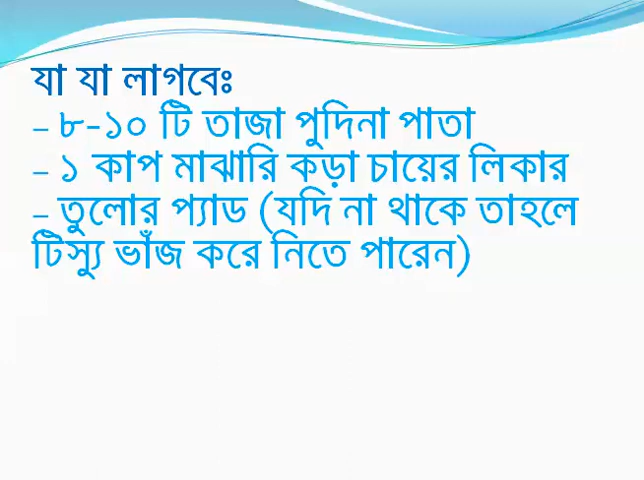 যা যা লাগবেঃ
– ৮-১০ টি তাজা পুদিনা পাতা
– ১ কাপ মাঝারি কড়া চায়ের লিকার
– তুলোর প্যাড (যদি না থাকে তাহলে
টিস্যু ভাঁজ করে নিতে পারেন)